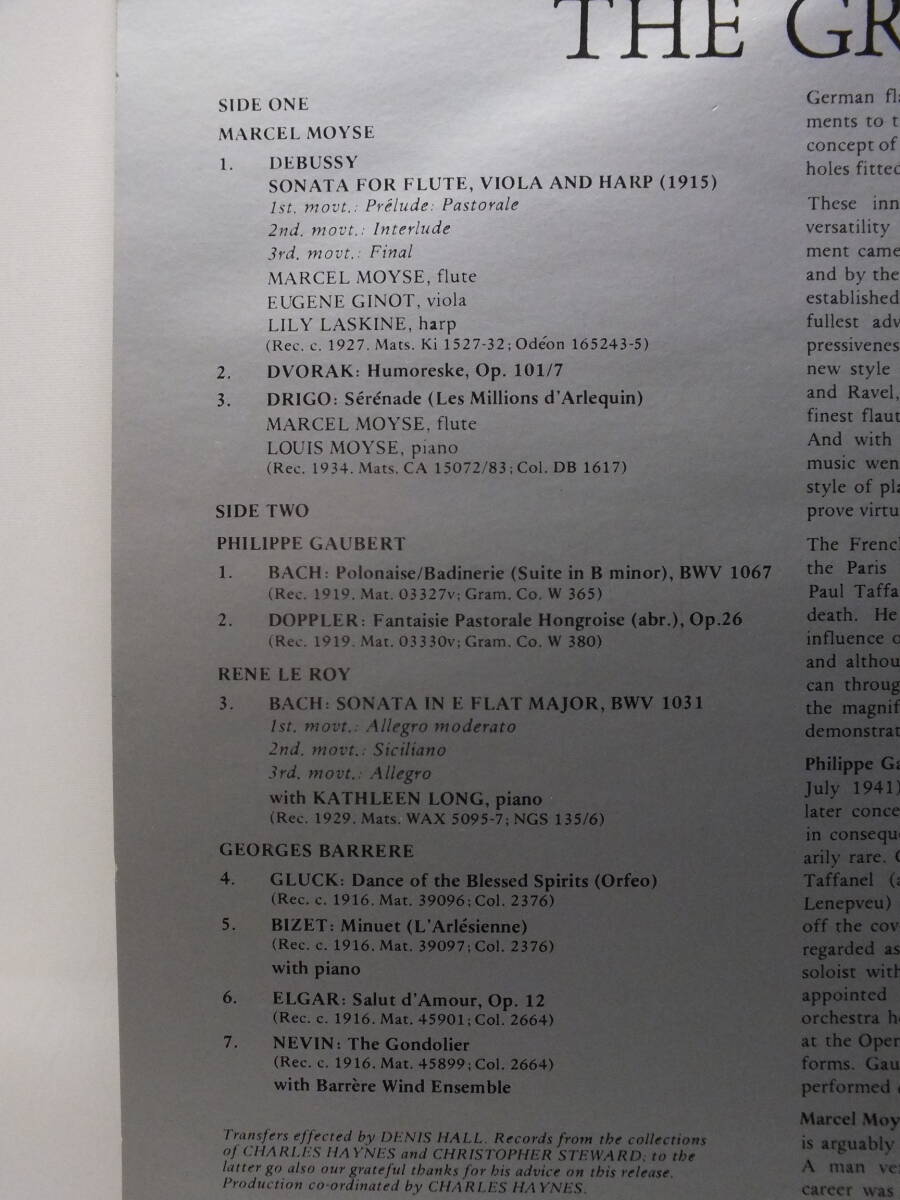 THE GR
SIDE ONE
MARCEL MOYSE
1. DEBUSSY
SONATA FOR FLUTE, VIOLA AND HARP (1915)
1st. movt.: Prélude: Pastorale
2nd. movt.: Interlude
3rd. movt.: Final
MARCEL MOYSE, flute
EUGENE GINOT, viola
LILY LASKINE, harp
(Rec. c. 1927. Mats. Ki 1527-32; Odéon 165243-5)
2. DVORAK: Humoreske, Op. 101/7
3. DRIGO: Sérénade (Les Millions d'Arlequin)
MARCEL MOYSE, flute
LOUIS MOYSE, piano
(Rec. 1934. Mats. CA 15072/83; Col. DB 1617)
SIDE TWO
PHILIPPE GAUBERT
1. BACH: Polonaise/Badinerie (Suite in B minor), BWV 1067
(Rec. 1919. Mat. 03327v; Gram. Co. W 365)
2. DOPPLER: Fantaisie Pastorale Hongroise (abr.), Op.26
(Rec. 1919. Mat. 03330v; Gram. Co. W 380)
RENE LE ROY
3. BACH: SONATA IN E FLAT MAJOR, BWV 1031
1st. movt.: Allegro moderato
2nd. movt.: Siciliano
3rd. movt.: Allegro
with KATHLEEN LONG, piano
(Rec. 1929. Mats. WAX 5095-7; NGS 135/6)
GEORGES BARRERE
4. GLUCK: Dance of the Blessed Spirits (Orfeo)
(Rec. c. 1916. Mat. 39096; Col. 2376)
5. BIZET: Minuet (L'Arlésienne)
(Rec. c. 1916. Mat. 39097; Col. 2376)
with piano
6. ELGAR: Salut d'Amour, Op. 12
(Rec. c. 1916. Mat. 45901; Col. 2664)
7. NEVIN: The Gondolier
(Rec. c. 1916. Mat. 45899; Col. 2664)
with Barrère Wind Ensemble
Transfers effected by DENIS HALL. Records from the collections
of CHARLES HAYNES and CHRISTOPHER STEWARD; to the
latter go also our grateful thanks for his advice on this release.
Production co-ordinated by CHARLES HAYNES.
German fla
ments to t
concept of
holes fitted
These inn
versatility
ment came
and by the
established
fullest adv
pressivenes
new style
and Ravel,
finest flaut
And with
music wen
style of pla
prove virtu
The Frenc
the Paris
Paul Taffa
death. He
influence o
and althou
can throug
the magnif
demonstrat
Philippe Ga
July 1941)
later conce
in consequ
arily rare. G
Taffanel (a
Lenepveu)
off the cov
regarded as
soloist with
appointed
orchestra h
at the Oper
forms. Gau
performed
Marcel Moy
is arguably
A man ve
career was